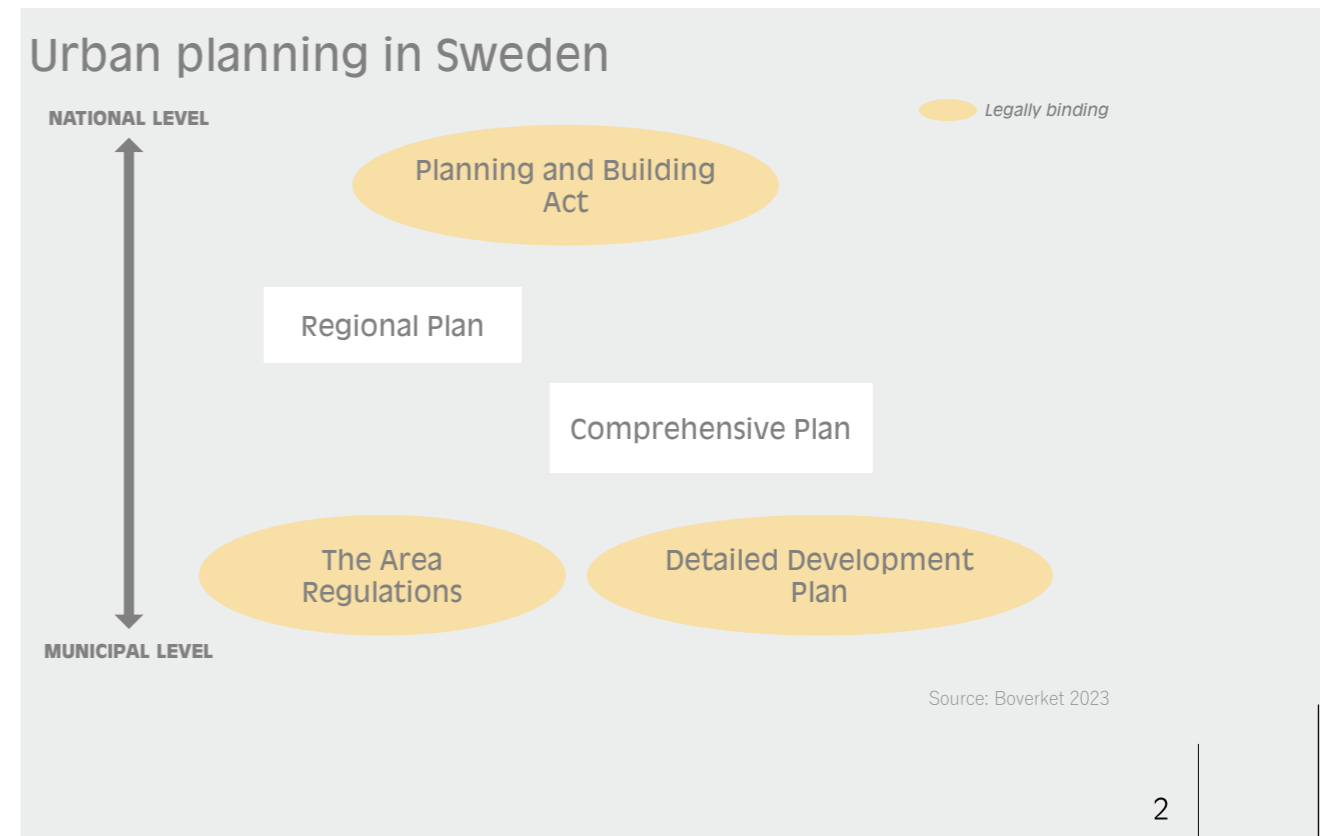 Urban planning in Sweden
NATIONAL LEVEL
Legally binding
Planning and Building
Act
Regional Plan
Comprehensive Plan
The Area
Regulations
Detailed Development
Plan
MUNICIPAL LEVEL
Source: Boverket 2023
2